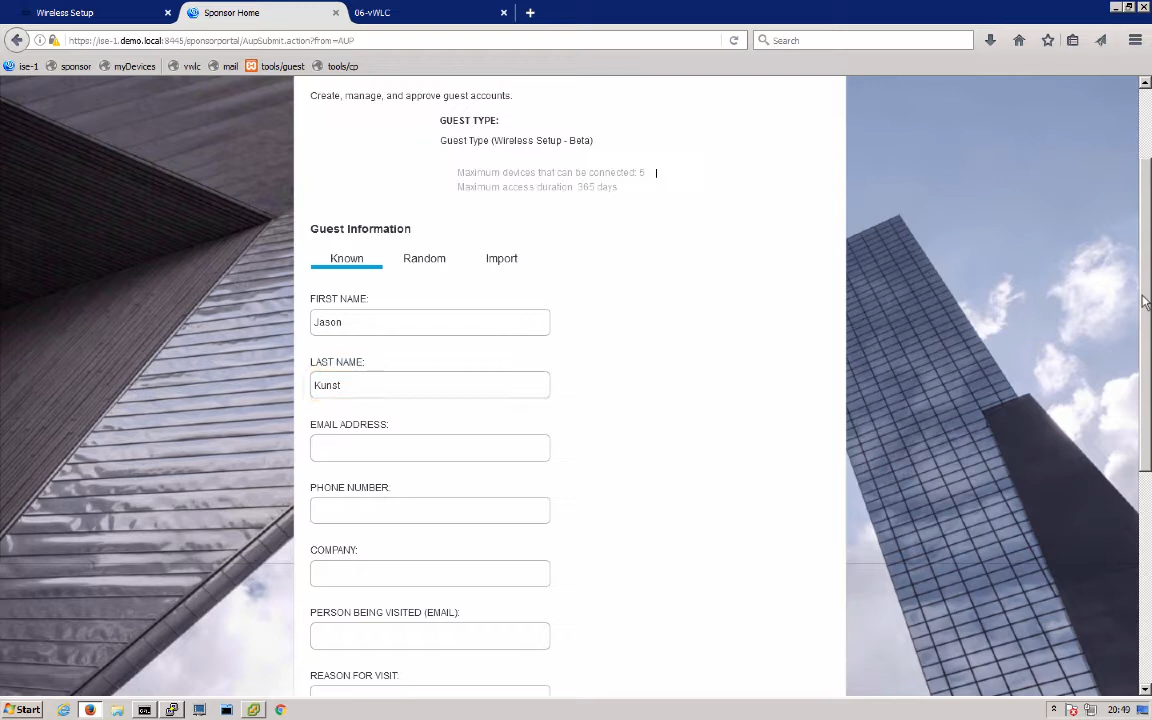 Wireless Setup
Sponsor Home
06-vWLC
https://ise-1.demo.local:8445/sponsorportal/AupSubmit.action?from=AUP
Search
ise-1
sponsor
myDevices
vwlc
mail
tools/guest
tools/cp
Create, manage, and approve guest accounts.
GUEST TYPE:
Guest Type (Wireless Setup - Beta)
Maximum devices that can be connected: 5
Maximum access duration: 365 days
Guest Information
Known
Random
Import
FIRST NAME:
Jason
LAST NAME:
Kunst
EMAIL ADDRESS:
PHONE NUMBER:
COMPANY:
PERSON BEING VISITED (EMAIL):
REASON FOR VISIT:
Start
20:49